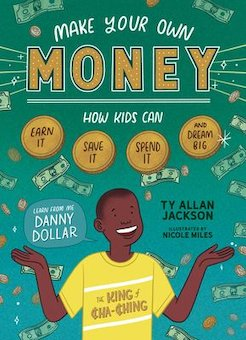 MAKE YOUR OWN
MONEY
HOW KIDS CAN
EARN
IT
SAVE
IT
SPEND
IT
AND
DREAM
BIG
LEARN FROM ME,
DANNY
DOLLAR
TY ALLAN
JACKSON
ILLUSTRATED BY
NICOLE MILES
THE KING of
CHA-CHING